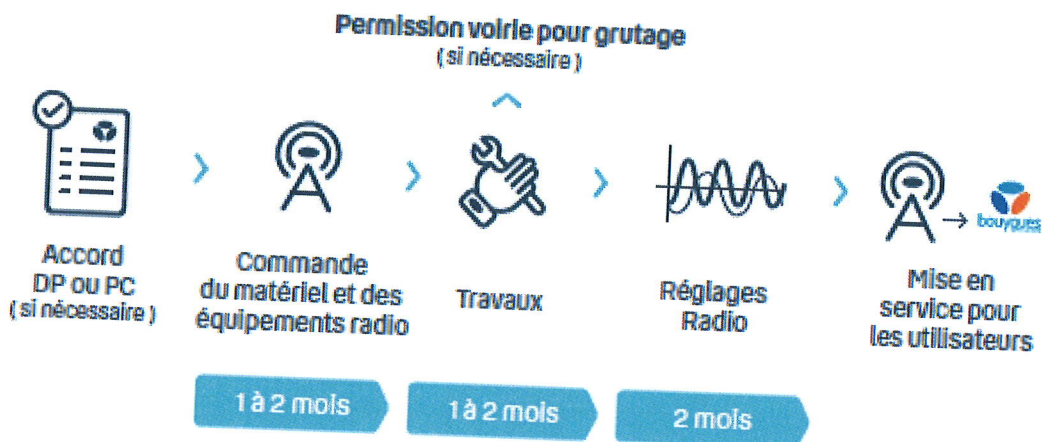 Permission voirie pour grutage
( si nécessaire )
Accord
DP ou PC
( si nécessaire )
Commande
du matériel et des
équipements radio
Travaux
Réglages
Radio
bouygues
Mise en
service pour
les utilisateurs
1 à 2 mois
1 à 2 mois
2 mois